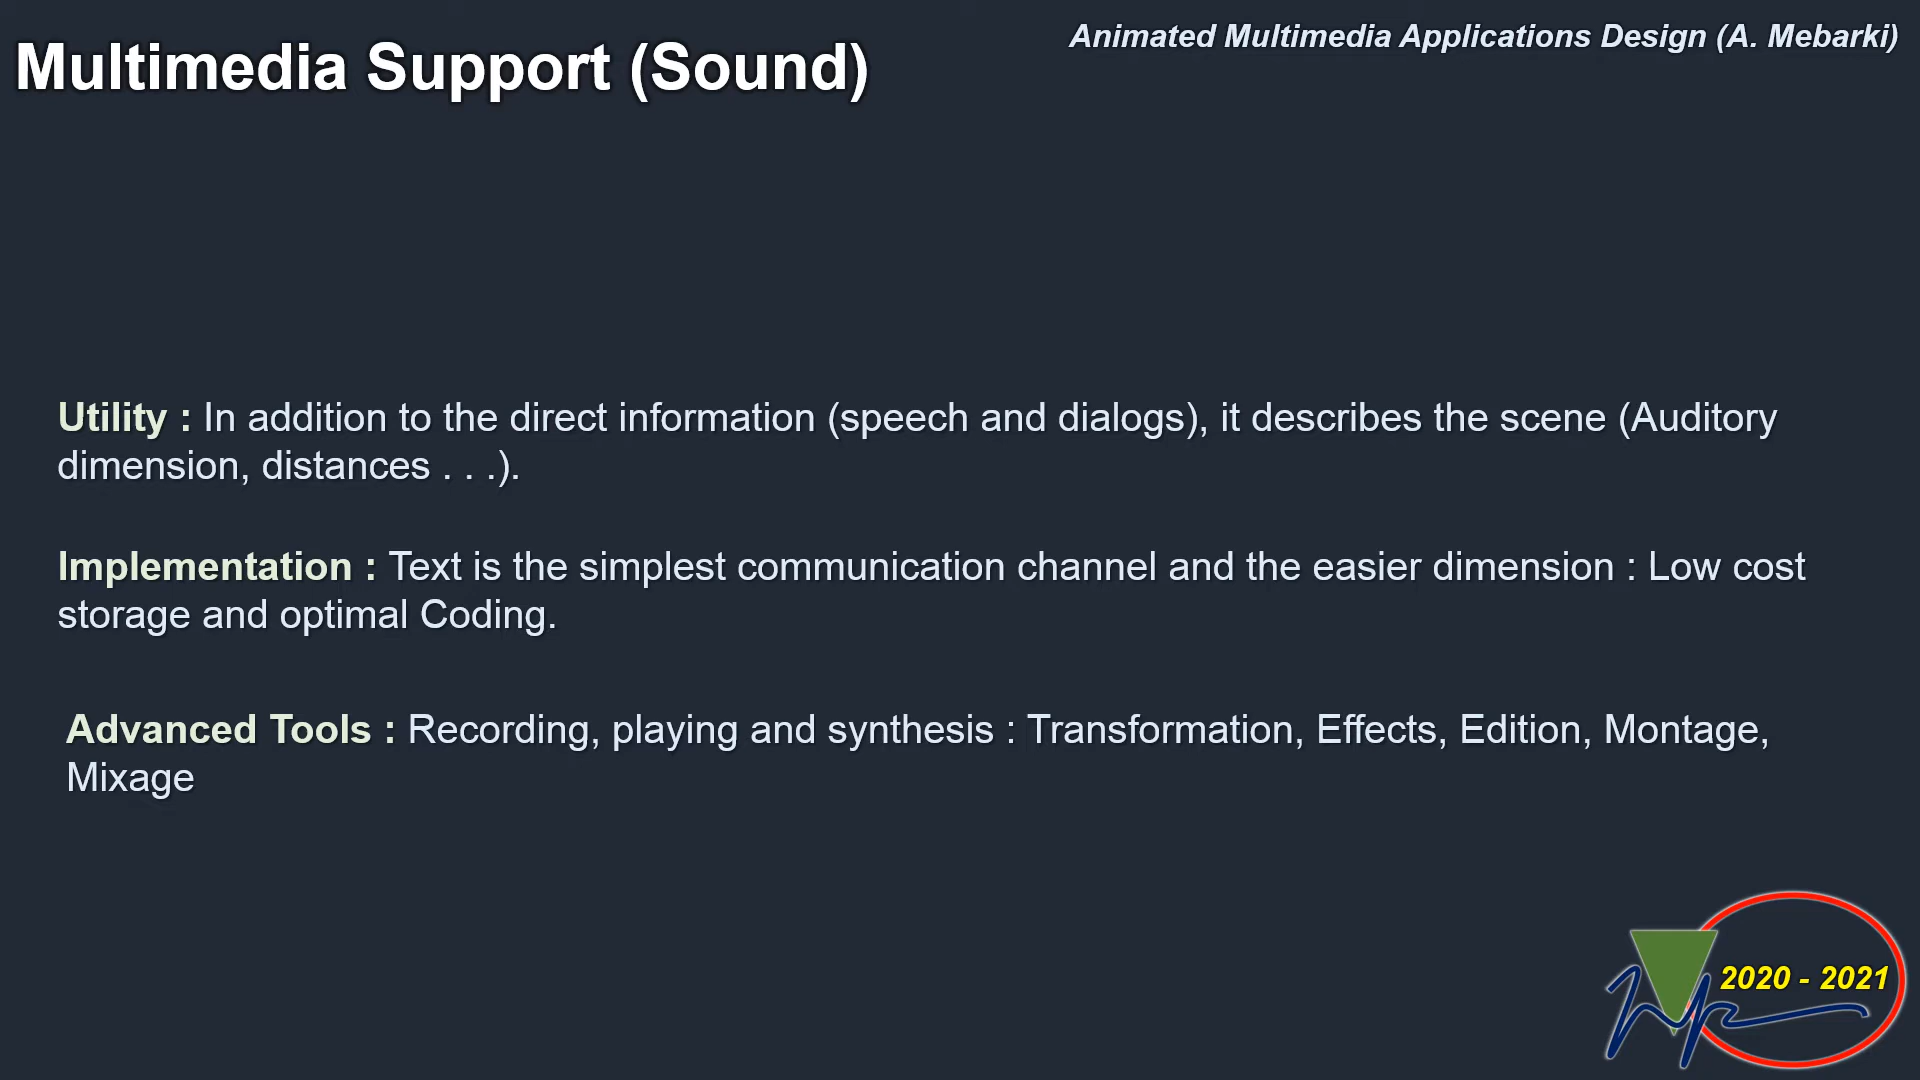 Animated Multimedia Applications Design (A. Mebarki)
Multimedia Support (Sound)
Utility : In addition to the direct information (speech and dialogs), it describes the scene (Auditory
dimension, distances . . .).
Implementation : Text is the simplest communication channel and the easier dimension : Low cost
storage and optimal Coding.
Advanced Tools : Recording, playing and synthesis : Transformation, Effects, Edition, Montage,
Mixage
2020 - 2021